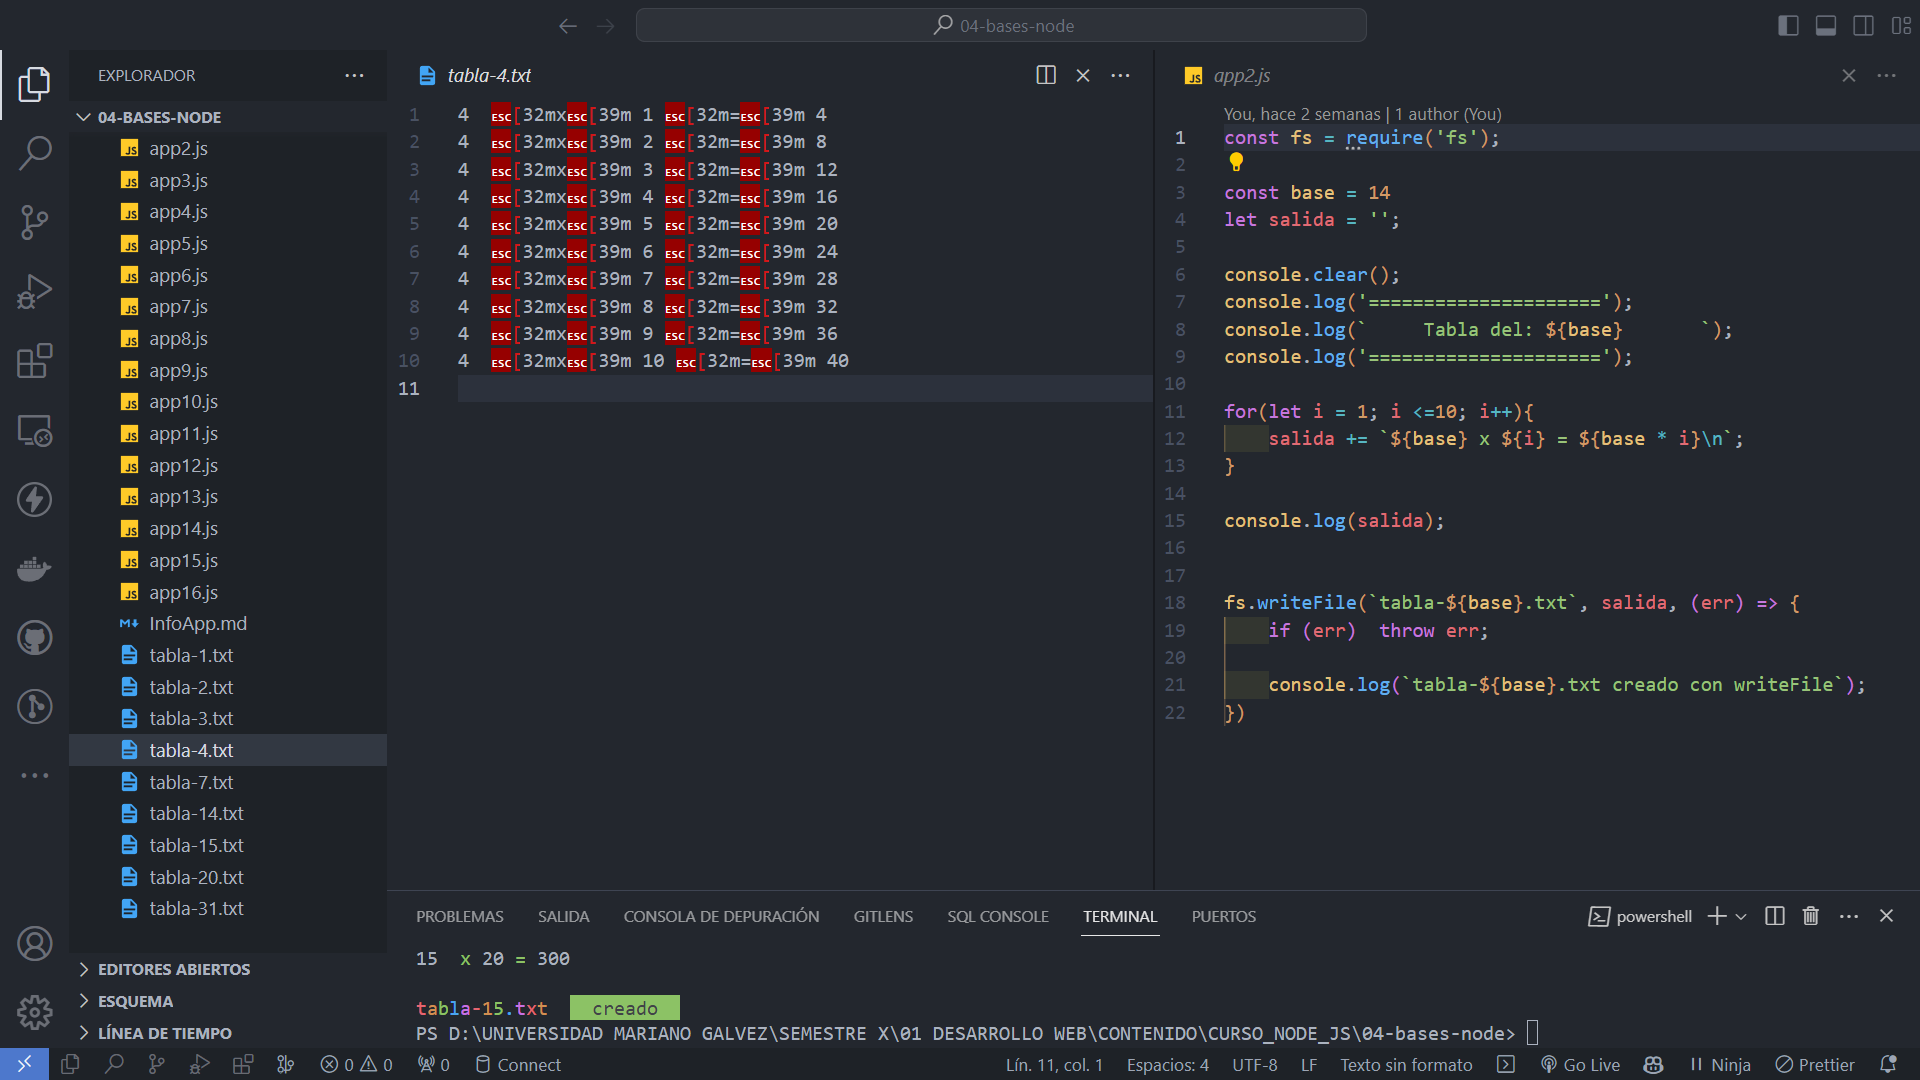 04-bases-node
EXPLORADOR
04-BASES-NODE
app2.js
app3.js
app4.js
app5.js
app6.js
app7.js
app8.js
app9.js
app10.js
app11.js
app12.js
app13.js
app14.js
app15.js
app16.js
InfoApp.md
tabla-1.txt
tabla-2.txt
tabla-3.txt
tabla-4.txt
tabla-7.txt
tabla-14.txt
tabla-15.txt
tabla-20.txt
tabla-31.txt
EDITORES ABIERTOS
ESQUEMA
LÍNEA DE TIEMPO
tabla-4.txt
1 4  ESC[32mxESC[39m 1 ESC[32m=ESC[39m 4
2 4  ESC[32mxESC[39m 2 ESC[32m=ESC[39m 8
3 4  ESC[32mxESC[39m 3 ESC[32m=ESC[39m 12
4 4  ESC[32mxESC[39m 4 ESC[32m=ESC[39m 16
5 4  ESC[32mxESC[39m 5 ESC[32m=ESC[39m 20
6 4  ESC[32mxESC[39m 6 ESC[32m=ESC[39m 24
7 4  ESC[32mxESC[39m 7 ESC[32m=ESC[39m 28
8 4  ESC[32mxESC[39m 8 ESC[32m=ESC[39m 32
9 4  ESC[32mxESC[39m 9 ESC[32m=ESC[39m 36
10 4  ESC[32mxESC[39m 10 ESC[32m=ESC[39m 40
11
JS app2.js
You, hace 2 semanas | 1 author (You)
1 const fs = require('fs');
2
3 const base = 14
4 let salida = '';
5
6 console.clear();
7 console.log('=====================');
8 console.log(`     Tabla del: ${base}       `);
9 console.log('=====================');
10
11 for(let i = 1; i <=10; i++){
12     salida += `${base} x ${i} = ${base * i}\n`;
13 }
14
15 console.log(salida);
16
17
18 fs.writeFile(`tabla-${base}.txt`, salida, (err) => {
19     if (err)  throw err;
20
21     console.log(`tabla-${base}.txt creado con writeFile`);
22 })
PROBLEMAS SALIDA CONSOLA DE DEPURACIÓN GITLENS SQL CONSOLE TERMINAL PUERTOS powershell
15  x 20 = 300
tabla-15.txt  creado
PS D:\UNIVERSIDAD MARIANO GALVEZ\SEMESTRE X\01 DESARROLLO WEB\CONTENIDO\CURSO_NODE_JS\04-bases-node>
0 0 0 Connect Lín. 11, col. 1 Espacios: 4 UTF-8 LF Texto sin formato Go Live Ninja Prettier